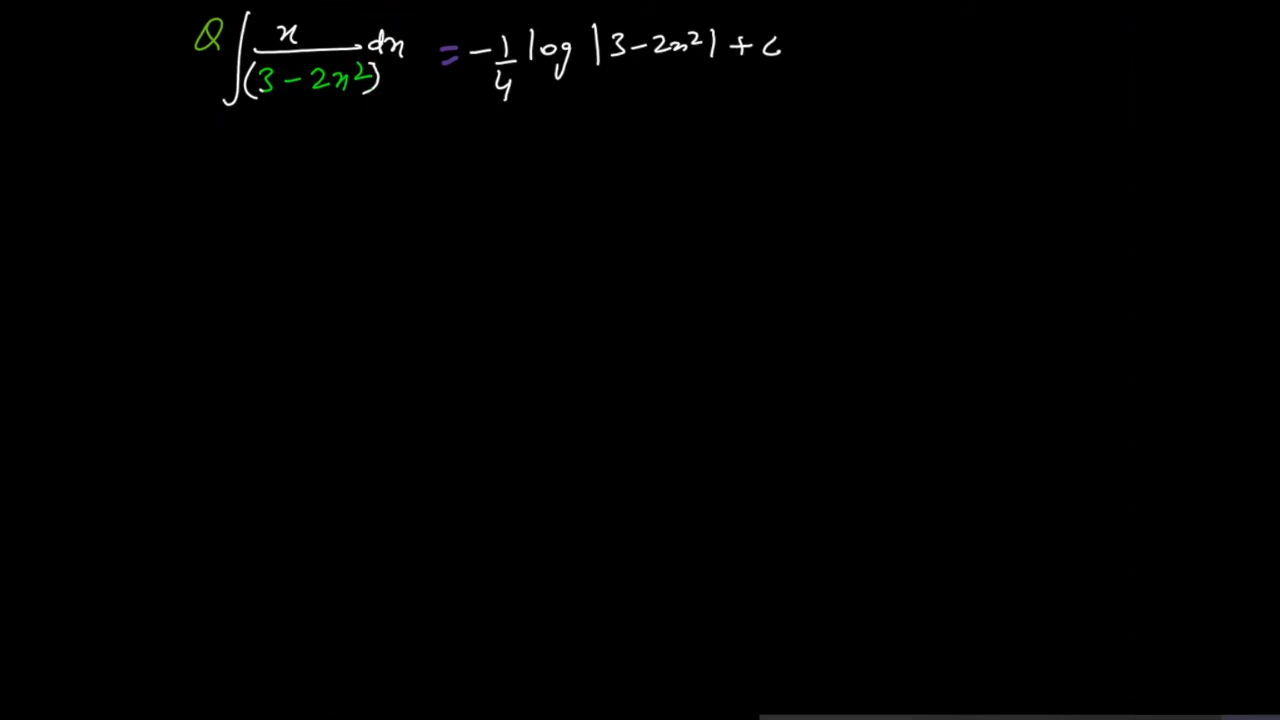 Q ∫ x/(3-2x²) dx = -1/4 log |3-2x²| + c